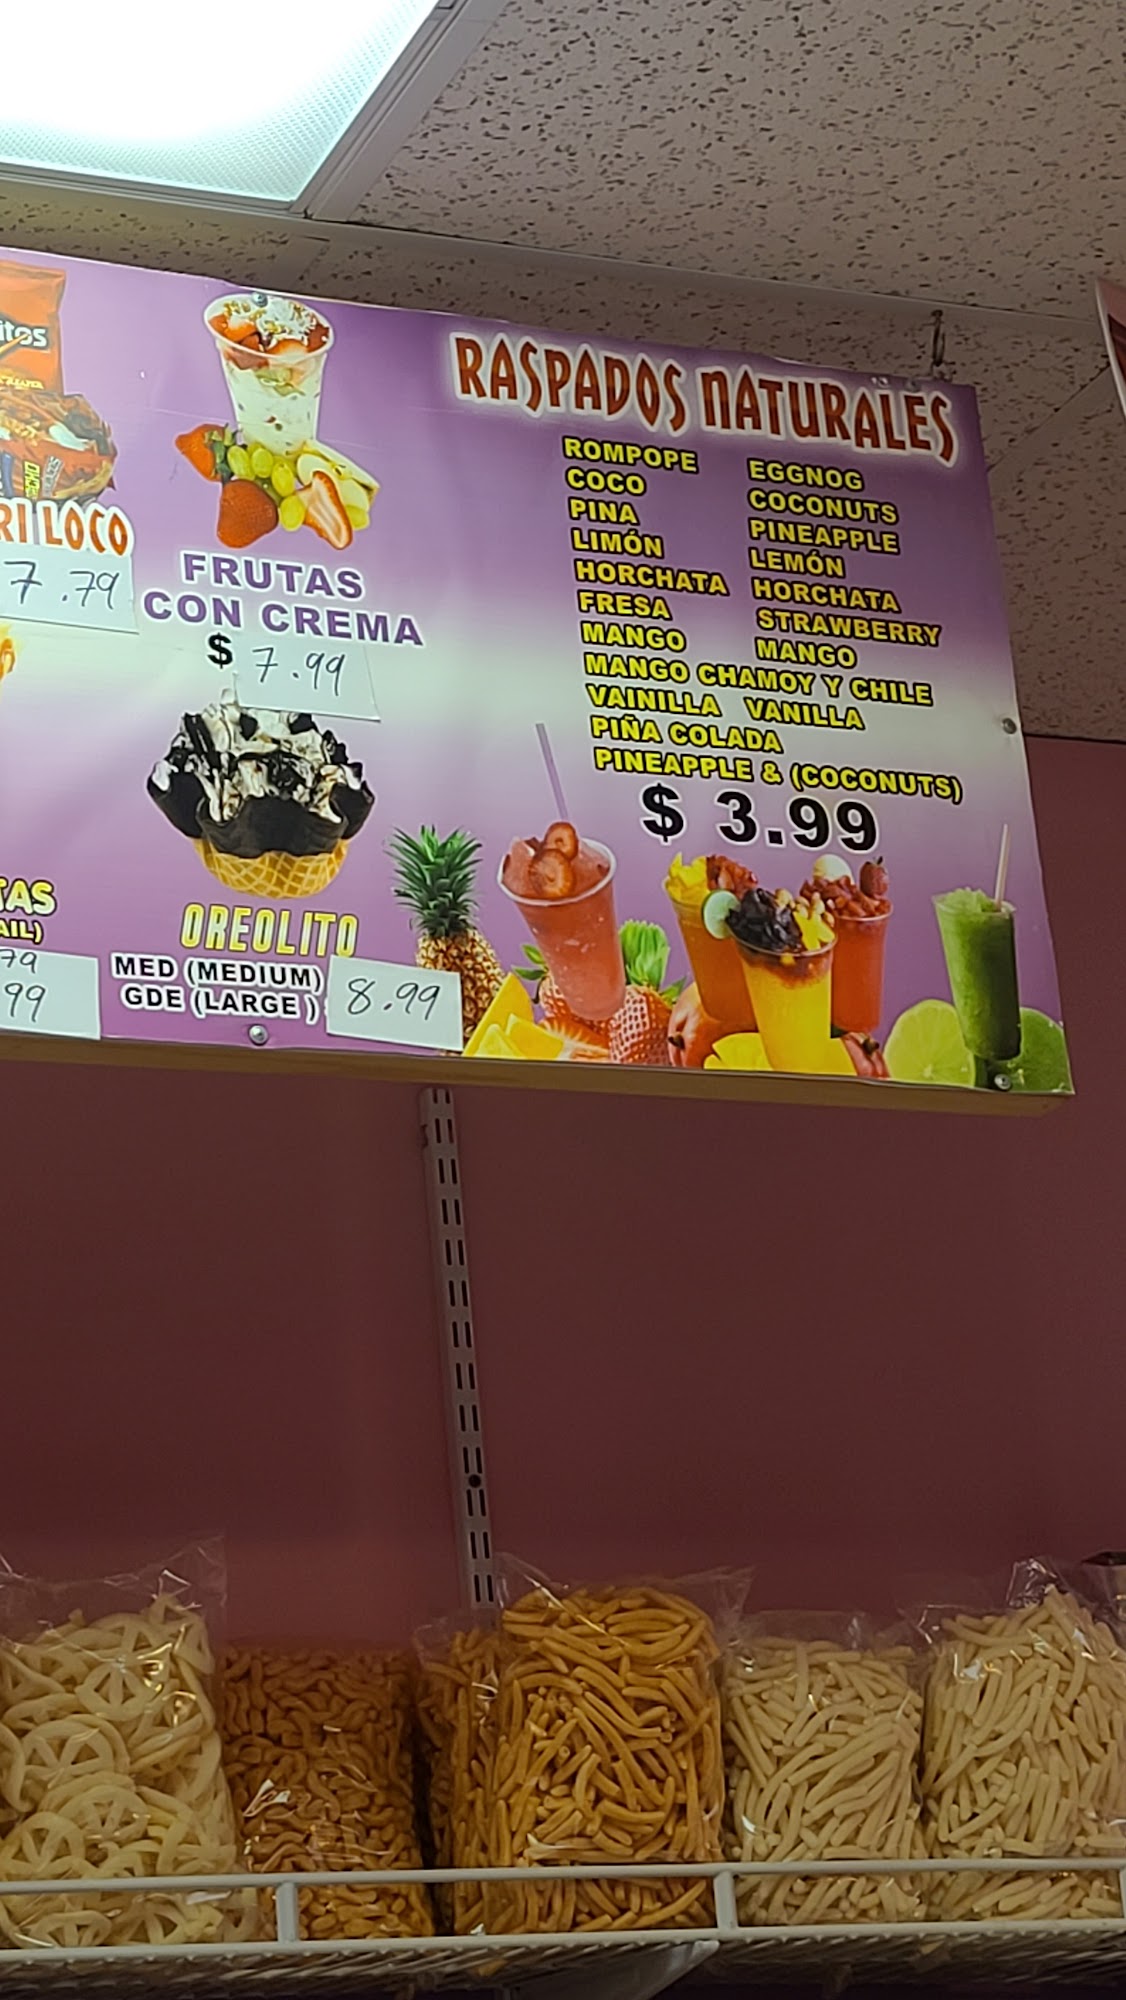 RASPADOS NATURALES
ROMPOPE EGGNOG
COCO COCONUTS
PINA PINEAPPLE
LIMÓN LEMÓN
HORCHATA HORCHATA
FRESA STRAWBERRY
MANGO MANGO
MANGO CHAMOY Y CHILE
VAINILLA VANILLA
PIÑA COLADA
PINEAPPLE & (COCONUTS)
$ 3.99
FRUTAS
CON CREMA
$ 7.99
OREOLITO
MED (MEDIUM)
GDE (LARGE)
8.99
itos
RI LOCO
7.79
TAS
AIL)
79
99